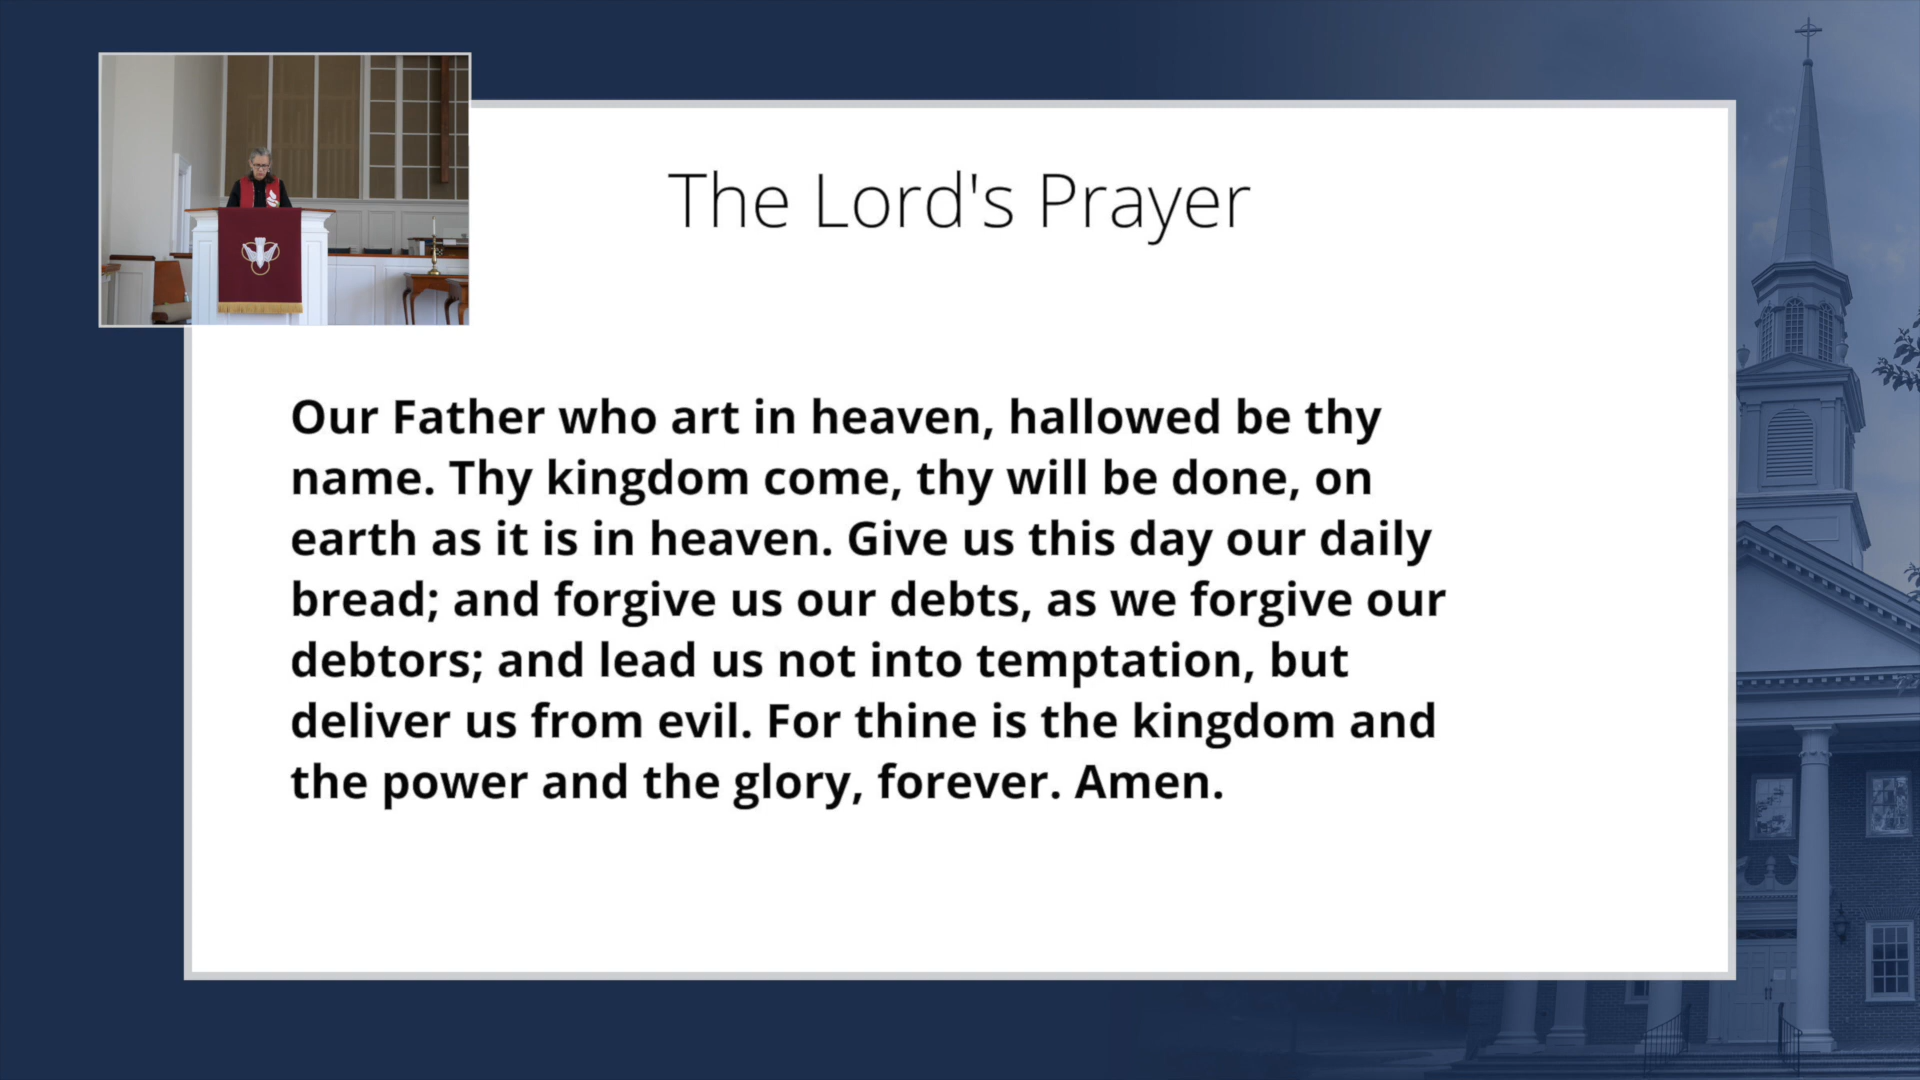 The Lord's Prayer
Our Father who art in heaven, hallowed be thy
name. Thy kingdom come, thy will be done, on
earth as it is in heaven. Give us this day our daily
bread; and forgive us our debts, as we forgive our
debtors; and lead us not into temptation, but
deliver us from evil. For thine is the kingdom and
the power and the glory, forever. Amen.